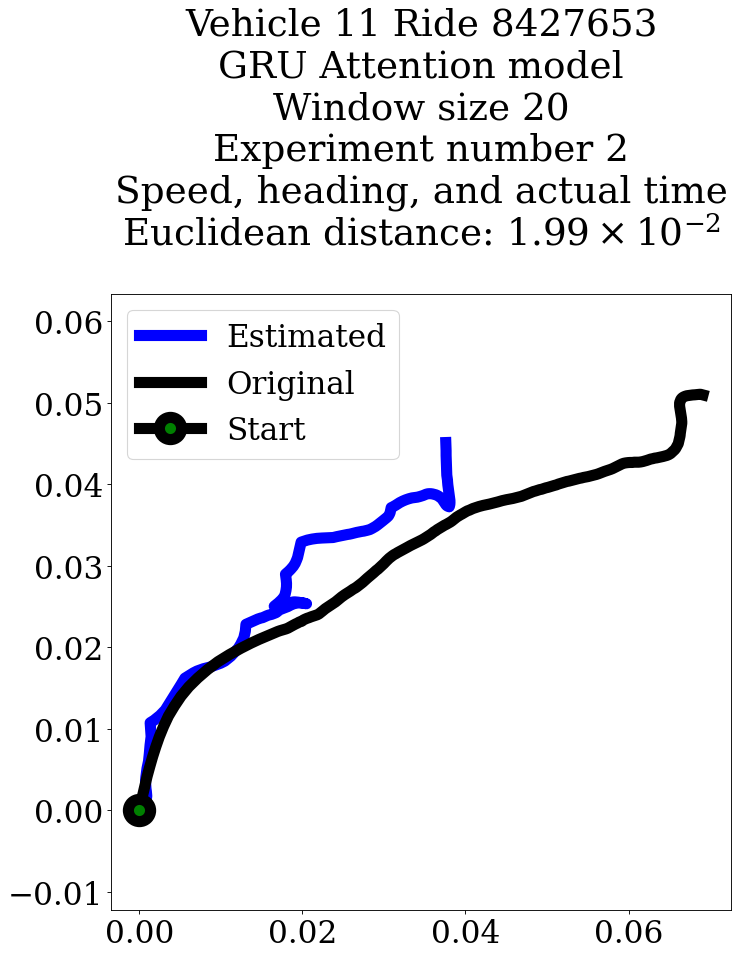 Vehicle 11 Ride 8427653
GRU Attention model
Window size 20
Experiment number 2
Speed, heading, and actual time
Euclidean distance: 1.99 × 10⁻²
Estimated
Original
Start
0.06
0.05
0.04
0.03
0.02
0.01
0.00
−0.01
0.00 0.02 0.04 0.06